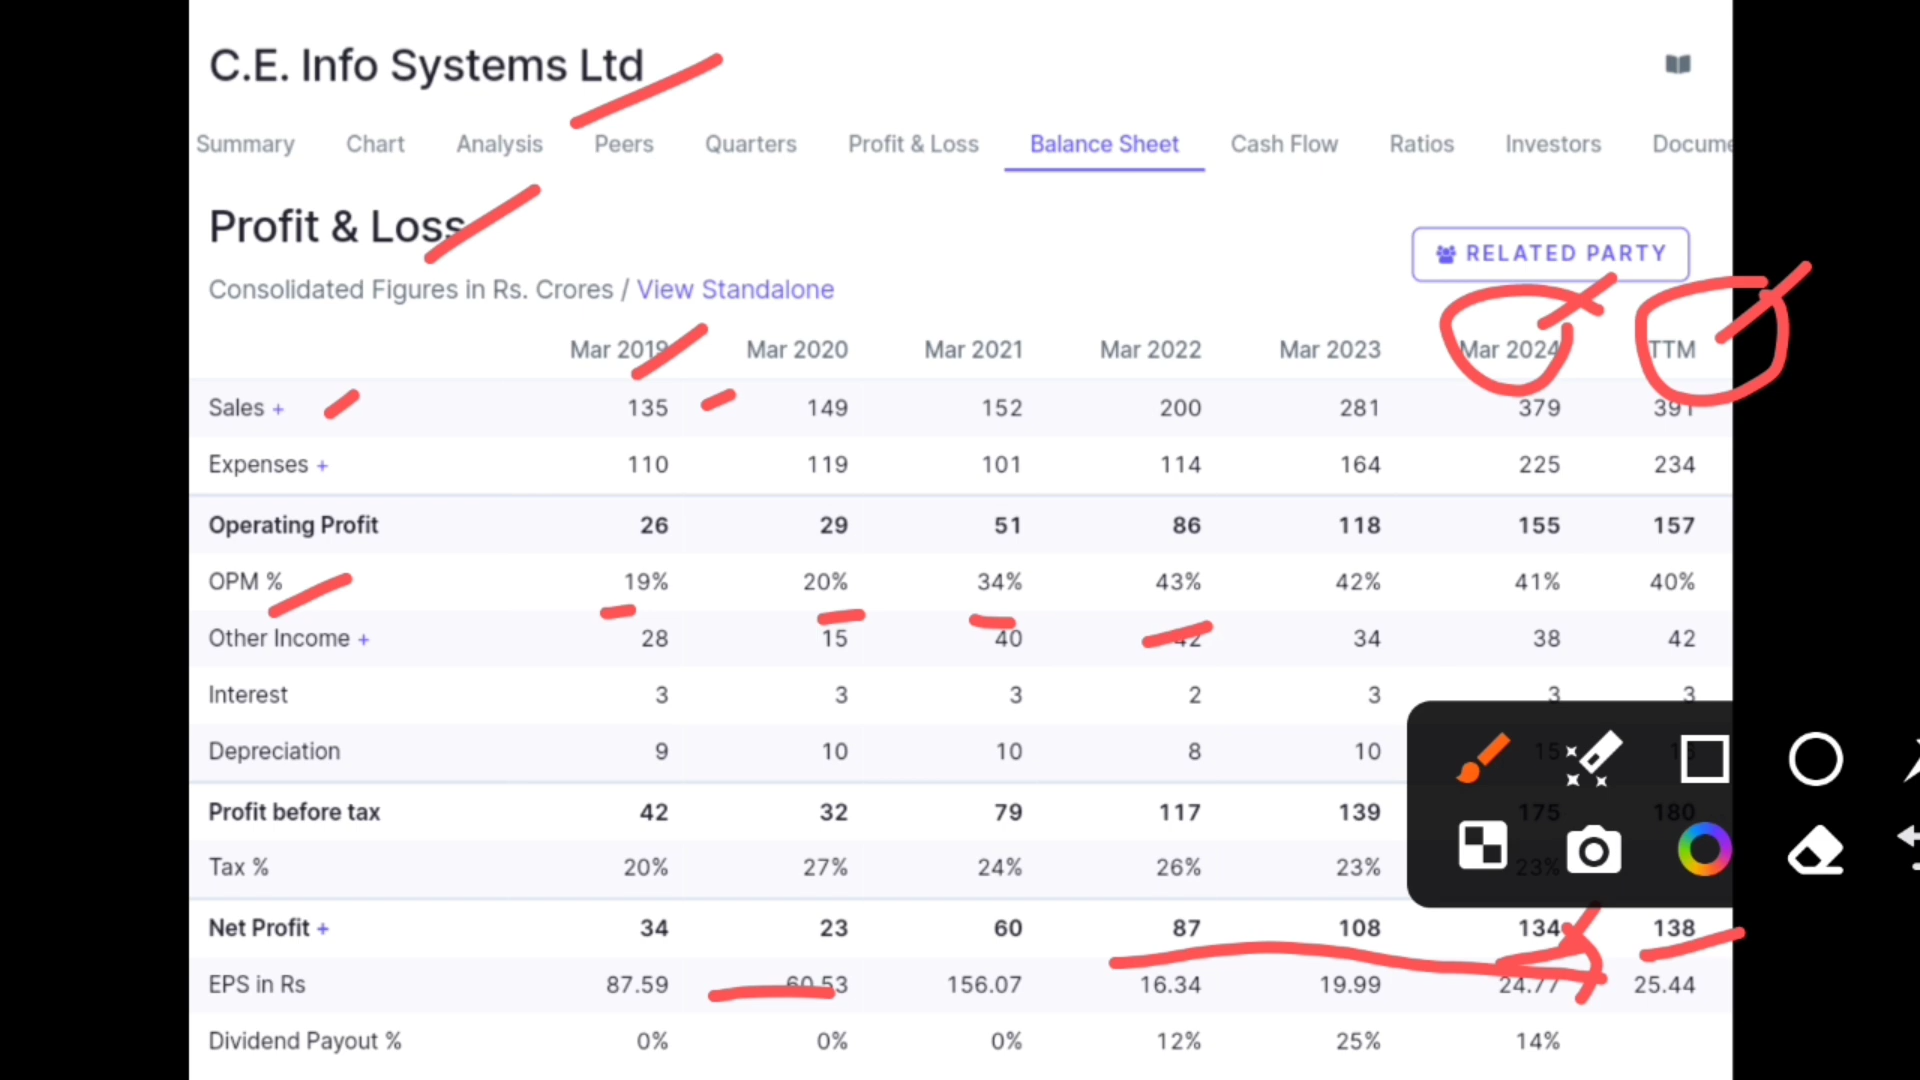 C.E. Info Systems Ltd
Summary Chart Analysis Peers Quarters Profit & Loss Balance Sheet Cash Flow Ratios Investors Docume
Profit & Loss
RELATED PARTY
Consolidated Figures in Rs. Crores / View Standalone
Mar 2019 Mar 2020 Mar 2021 Mar 2022 Mar 2023 Mar 2024 TTM
Sales + 135 149 152 200 281 379 391
Expenses + 110 119 101 114 164 225 234
Operating Profit 26 29 51 86 118 155 157
OPM % 19% 20% 34% 43% 42% 41% 40%
Other Income + 28 15 40 42 34 38 42
Interest 3 3 3 2 3 3 3
Depreciation 9 10 10 8 10 15
Profit before tax 42 32 79 117 139 175 180
Tax % 20% 27% 24% 26% 23% 23%
Net Profit + 34 23 60 87 108 134 138
EPS in Rs 87.59 60.53 156.07 16.34 19.99 24.77 25.44
Dividend Payout % 0% 0% 0% 12% 25% 14%